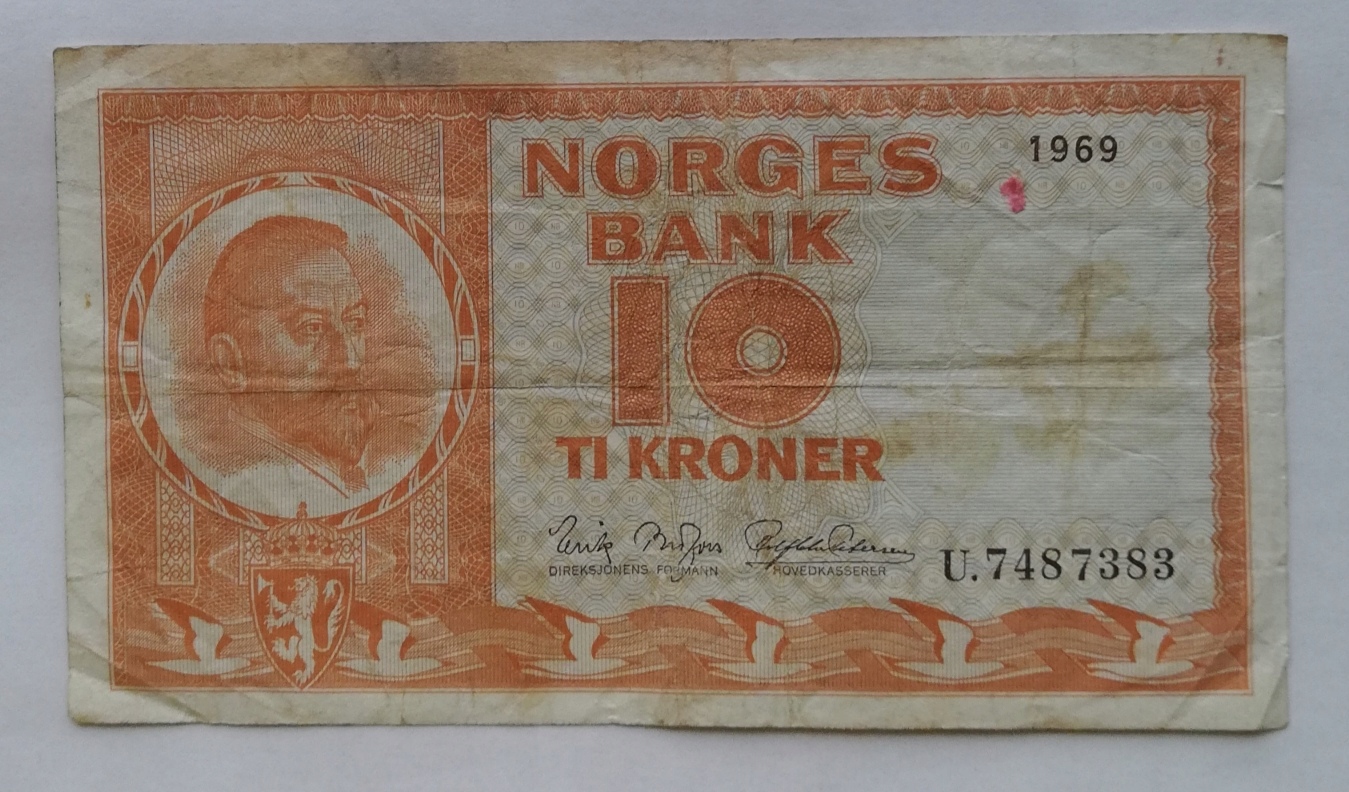 NORGES
1969
BANK
10
TI KRONER
DIREKSJONENS FORMANN
HOVEDKASSERER
U.7487383